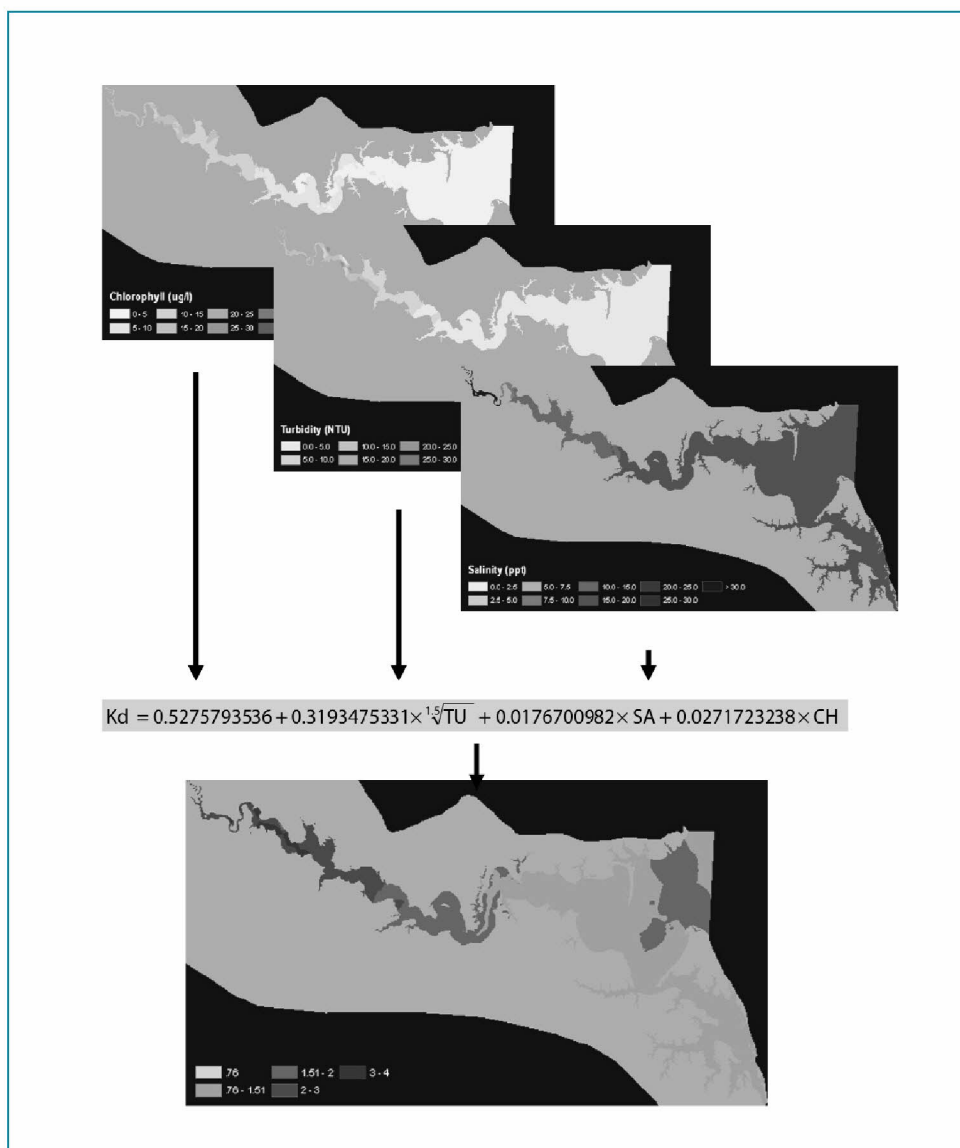 Chlorophyll (ug/l)
0 - 5 10 - 15 20 - 25
5 - 10 15 - 20 25 - 30
Turbidity (NTU)
0.0 - 5.0 10.0 - 15.0 20.0 - 25.0
5.0 - 10.0 15.0 - 20.0 25.0 - 30.0
Salinity (ppt)
0.0 - 2.5 5.0 - 7.5 10.0 - 15.0 20.0 - 25.0 > 30.0
2.5 - 5.0 7.5 - 10.0 15.0 - 20.0 25.0 - 30.0
Kd = 0.5275793536 + 0.3193475331 × ¹·⁵√TU + 0.0176700982 × SA + 0.0271723238 × CH
.76 1.51 - 2 3 - 4
.76 - 1.51 2 - 3